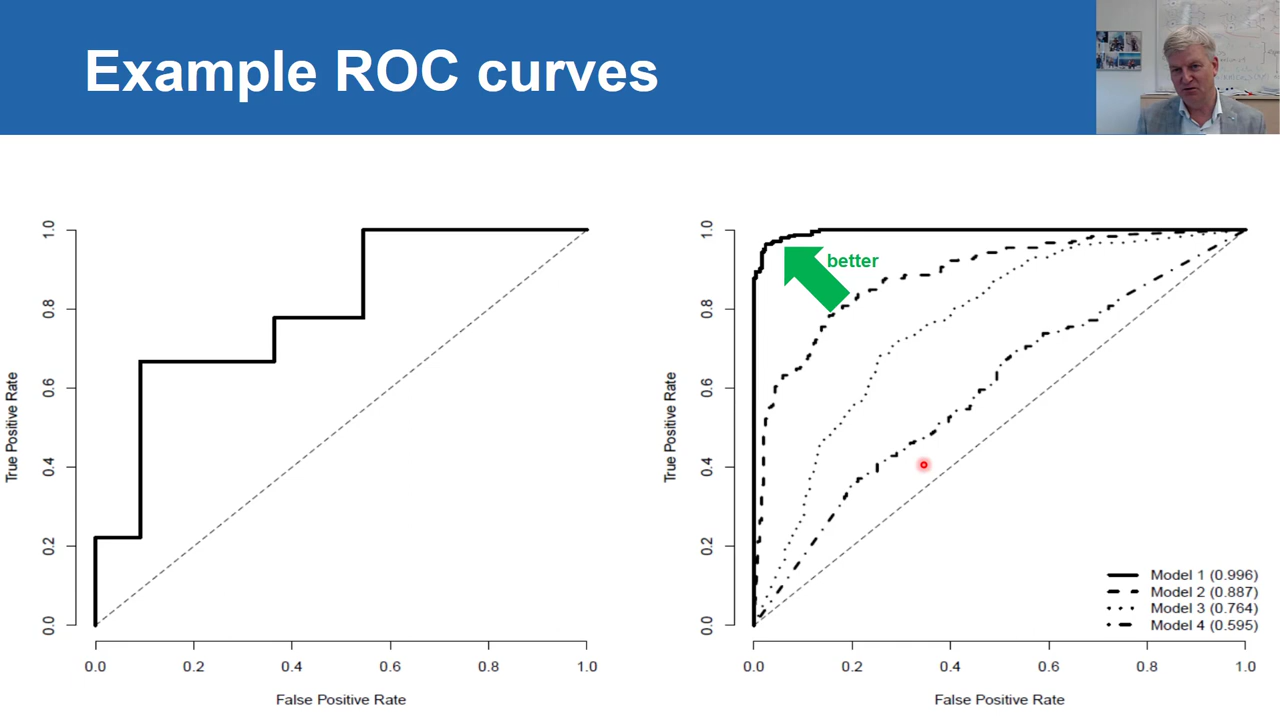 Example ROC curves
True Positive Rate
1.0
0.8
0.6
0.4
0.2
0.0
0.0 0.2 0.4 0.6 0.8 1.0
False Positive Rate
True Positive Rate
1.0
0.8
0.6
0.4
0.2
0.0
better
Model 1 (0.996)
Model 2 (0.887)
Model 3 (0.764)
Model 4 (0.595)
0.0 0.2 0.4 0.6 0.8 1.0
False Positive Rate